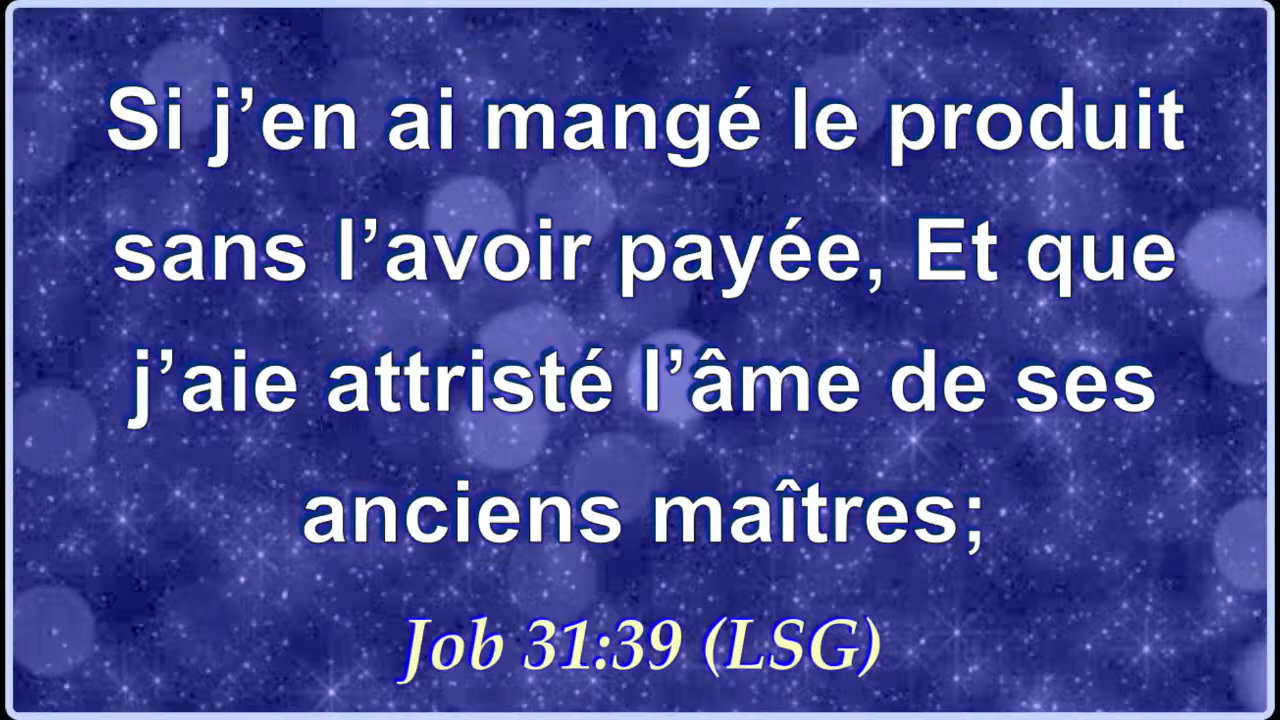 Si j’en ai mangé le produit
sans l’avoir payée, Et que
j’aie attristé l’âme de ses
anciens maîtres;
Job 31:39 (LSG)